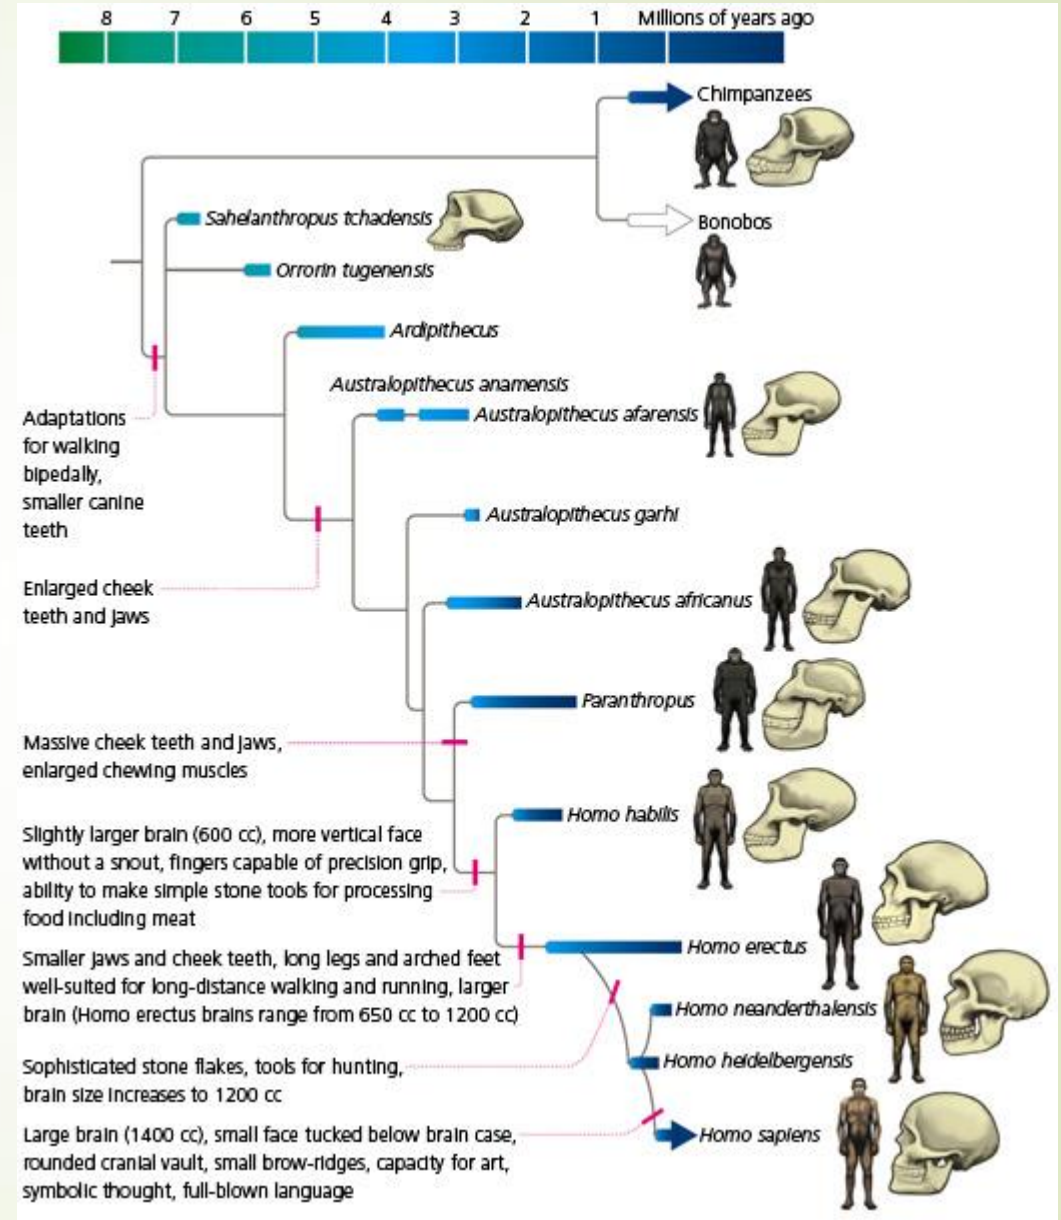 8 7 6 5 4 3 2 1 Millions of years ago
Chimpanzees
Sahelanthropus tchadensis
Bonobos
Orrorin tugenensis
Ardipithecus
Australopithecus anamensis
Australopithecus afarensis
Adaptations
for walking
bipedally,
smaller canine
teeth
Australopithecus garhi
Enlarged cheek
teeth and jaws
Australopithecus africanus
Paranthropus
Massive cheek teeth and jaws,
enlarged chewing muscles
Homo habilis
Slightly larger brain (600 cc), more vertical face
without a snout, fingers capable of precision grip,
ability to make simple stone tools for processing
food including meat
Homo erectus
Smaller jaws and cheek teeth, long legs and arched feet
well-suited for long-distance walking and running, larger
brain (Homo erectus brains range from 650 cc to 1200 cc)
Homo neanderthalensis
Homo heidelbergensis
Sophisticated stone flakes, tools for hunting,
brain size increases to 1200 cc
Homo sapiens
Large brain (1400 cc), small face tucked below brain case,
rounded cranial vault, small brow-ridges, capacity for art,
symbolic thought, full-blown language